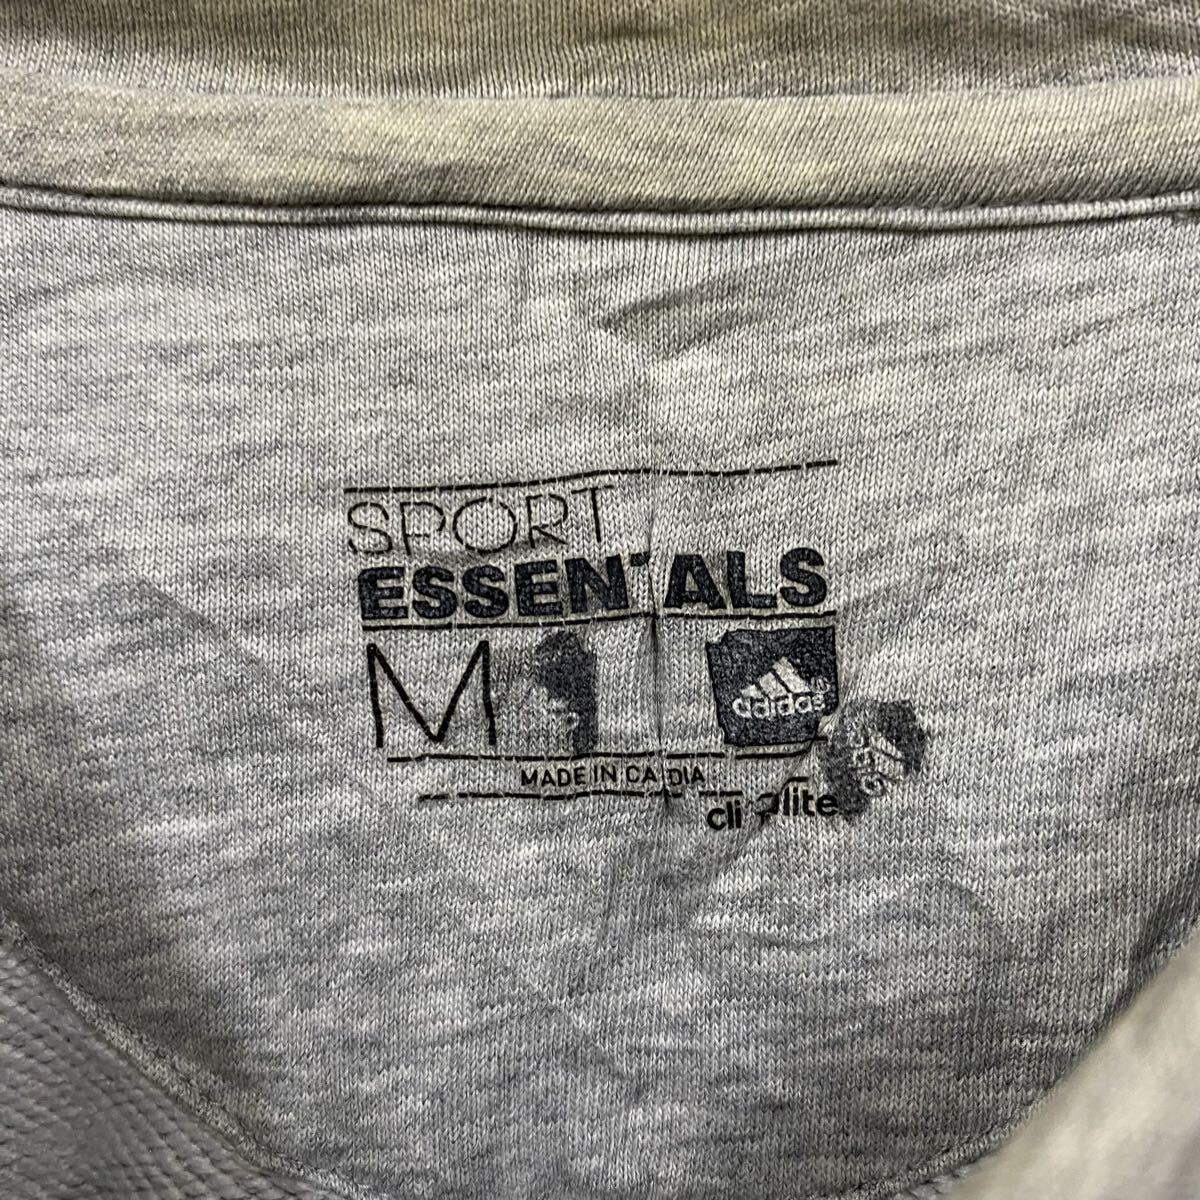 SPORT
ESSEN ALS
M
adidas
MADE IN CA DIA
cli lite